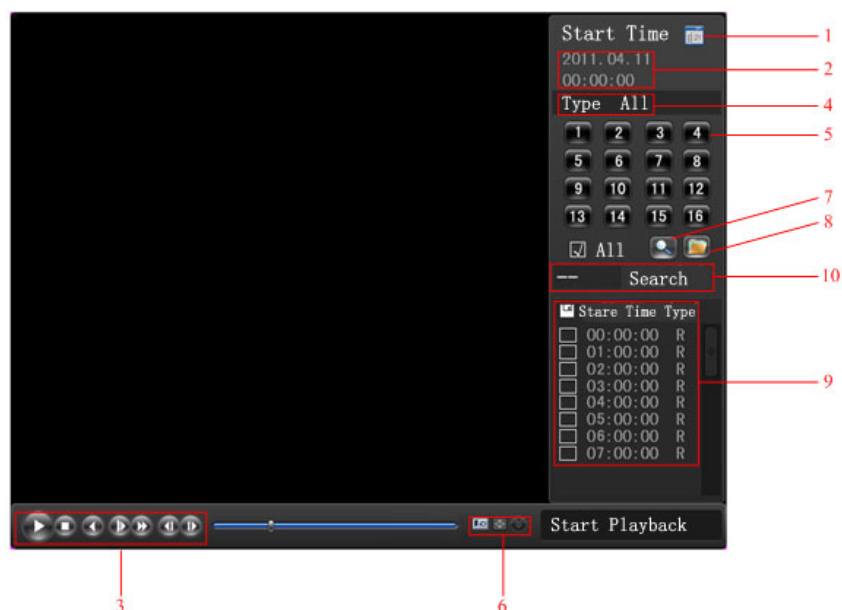 Start Time
1
2011.04.11
2
00:00:00
Type All
4
1 2 3 4
5
5 6 7 8
9 10 11 12
7
13 14 15 16
8
All
-- Search
10
Stare Time Type
00:00:00 R
01:00:00 R
02:00:00 R
03:00:00 R
9
04:00:00 R
05:00:00 R
06:00:00 R
07:00:00 R
Start Playback
3
6